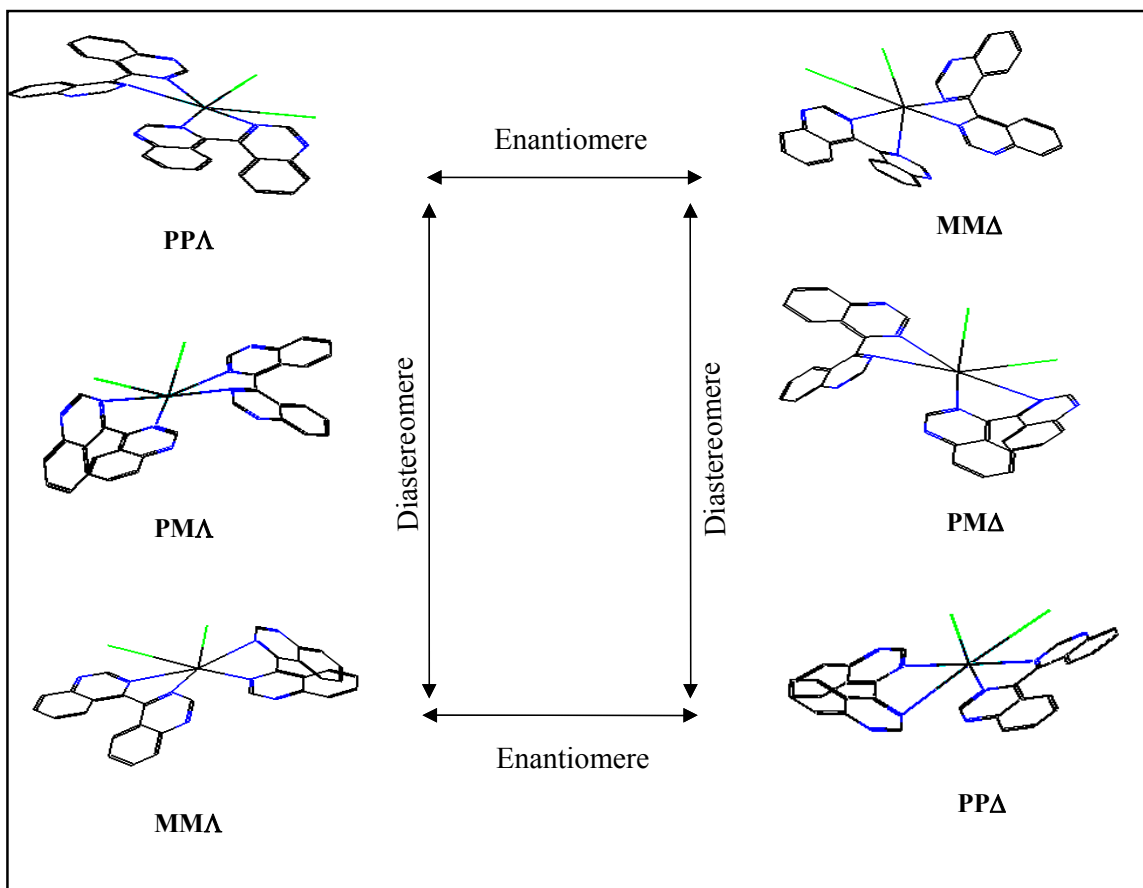 Enantiomere
PPΛ
MMΔ
Diastereomere
Diastereomere
PMΛ
PMΔ
Enantiomere
MMΛ
PPΔ